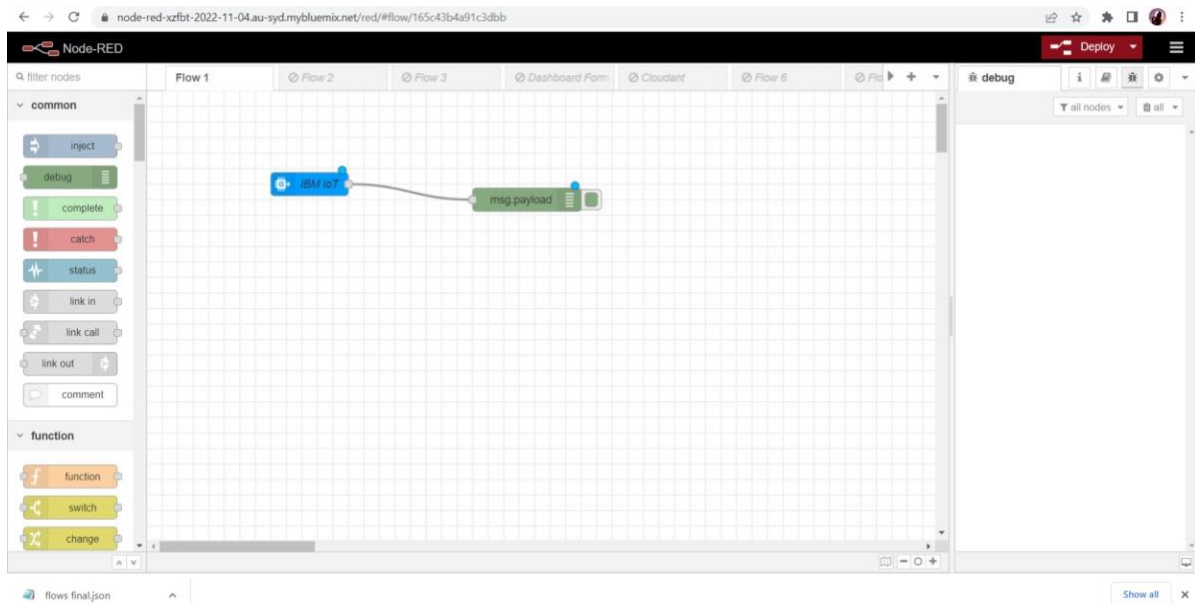 node-red-xzfbt-2022-11-04.au-syd.mybluemix.net/red/#flow/165c43b4a91c3dbb
Node-RED
Deploy
filter nodes
Flow 1
Flow 2
Flow 3
Dashboard Form
Cloudant
Flow 6
Flo
debug
i
common
all nodes
all
inject
debug
complete
catch
status
link in
link call
link out
comment
IBM IoT
msg.payload
function
function
switch
change
flows final.json
Show all